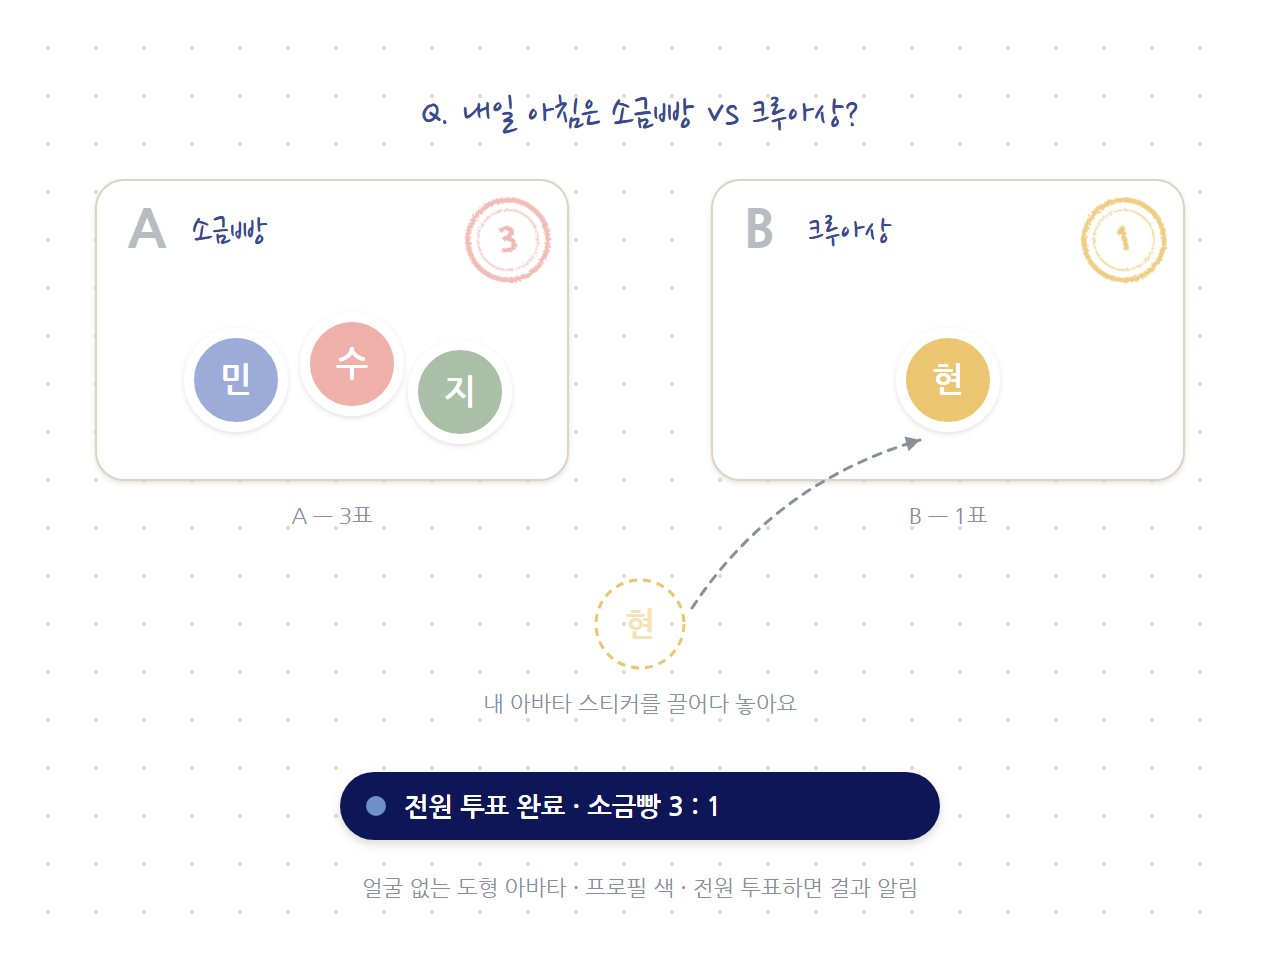 Q. 내일 아침은 소금빵 vs 크루아상?
A 소금빵 3
민 수 지
A — 3표
B 크루아상 1
현
B — 1표
현
내 아바타 스티커를 끌어다 놓아요
전원 투표 완료 · 소금빵 3 : 1
얼굴 없는 도형 아바타 · 프로필 색 · 전원 투표하면 결과 알림